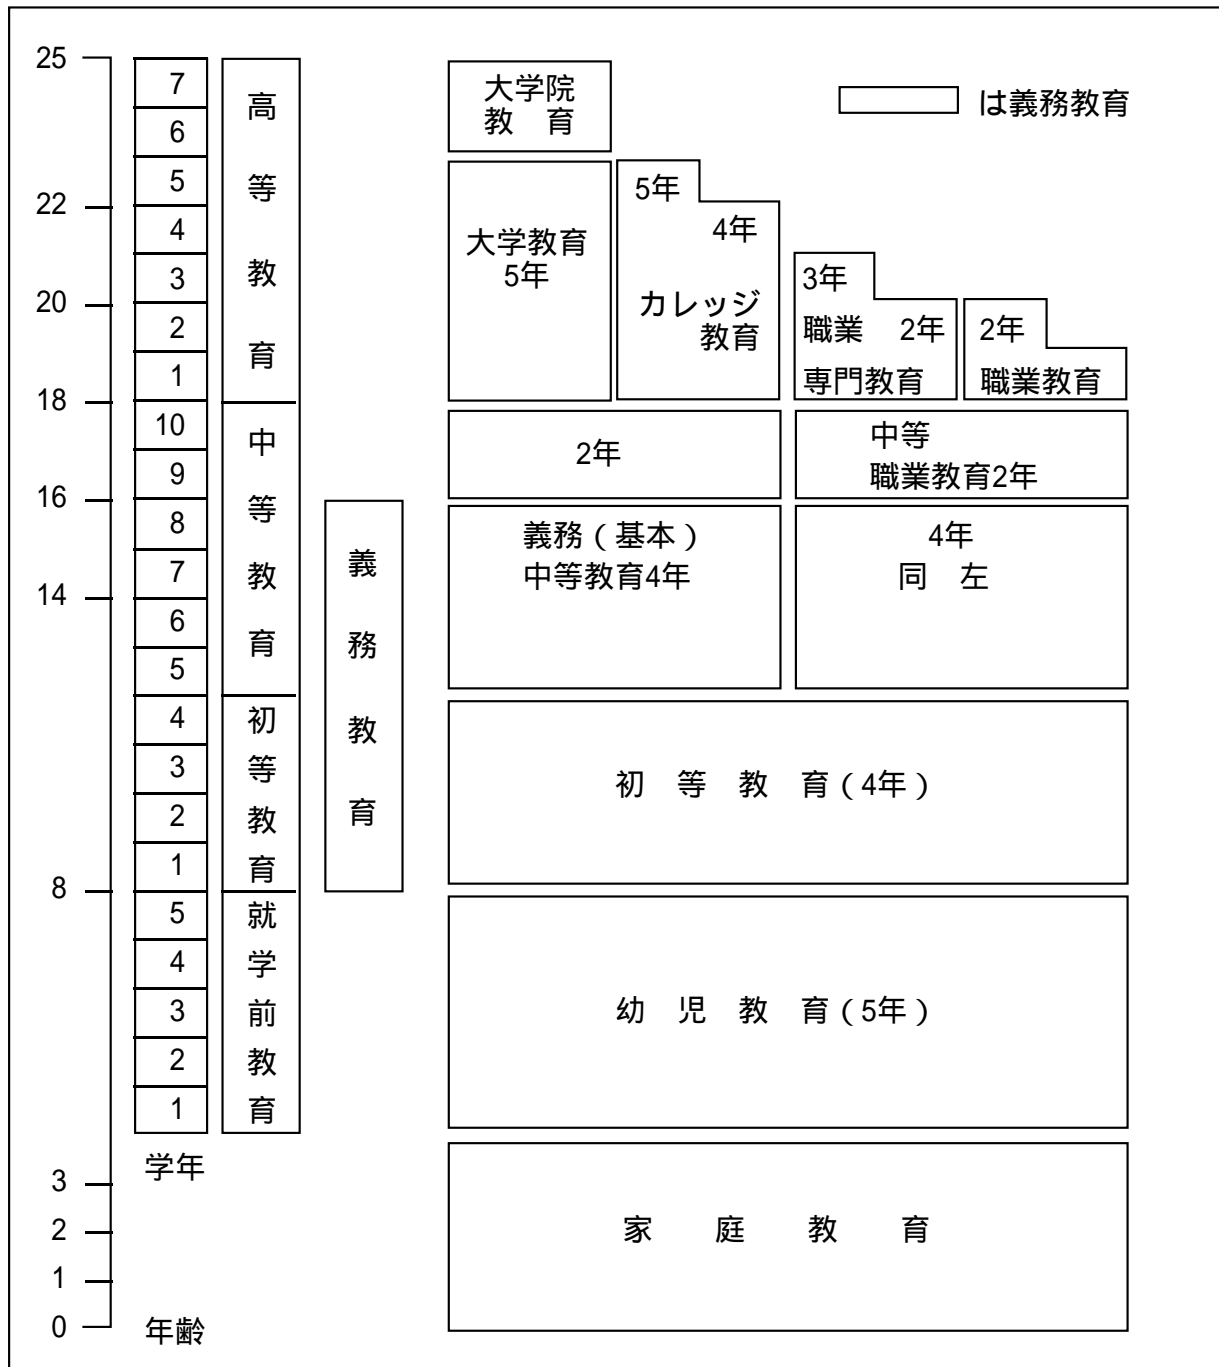 25
22
20
18
16
14
8
3
2
1
0
7
6
5
4
3
2
1
10
9
8
7
6
5
4
3
2
1
5
4
3
2
1
学年
年齢
高等教育
中等教育
初等教育
就学前教育
義務教育
大学院
教 育
は義務教育
大学教育
5年
5年
4年
カレッジ
教育
3年
職業 2年
専門教育
2年
職業教育
2年
中等
職業教育2年
義務(基本)
中等教育4年
4年
同 左
初 等 教 育(4年)
幼 児 教 育(5年)
家 庭 教 育